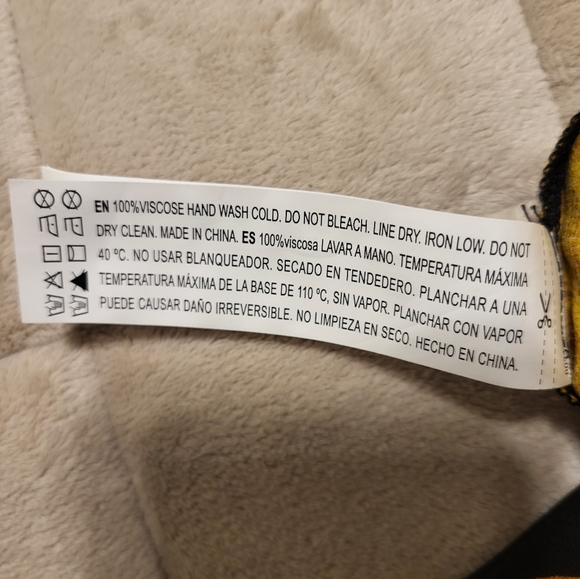 EN 100%VISCOSE HAND WASH COLD. DO NOT BLEACH. LINE DRY. IRON LOW. DO NOT
DRY CLEAN. MADE IN CHINA. ES 100%viscosa LAVAR A MANO. TEMPERATURA MÁXIMA
40 ºC. NO USAR BLANQUEADOR. SECADO EN TENDEDERO. PLANCHAR A UNA
TEMPERATURA MÁXIMA DE LA BASE DE 110 ºC, SIN VAPOR. PLANCHAR CON VAPOR
PUEDE CAUSAR DAÑO IRREVERSIBLE. NO LIMPIEZA EN SECO. HECHO EN CHINA.